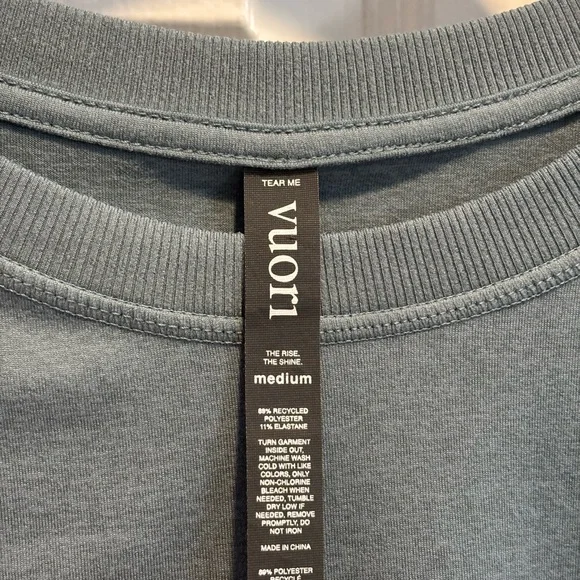 TEAR ME
vuori
THE RISE.
THE SHINE.
medium
89% RECYCLED
POLYESTER
11% ELASTANE
TURN GARMENT
INSIDE OUT,
MACHINE WASH
COLD WITH LIKE
COLORS, ONLY
NON-CHLORINE
BLEACH WHEN
NEEDED, TUMBLE
DRY LOW IF
NEEDED, REMOVE
PROMPTLY, DO
NOT IRON
MADE IN CHINA
89% POLYESTER
RECYCLÉ